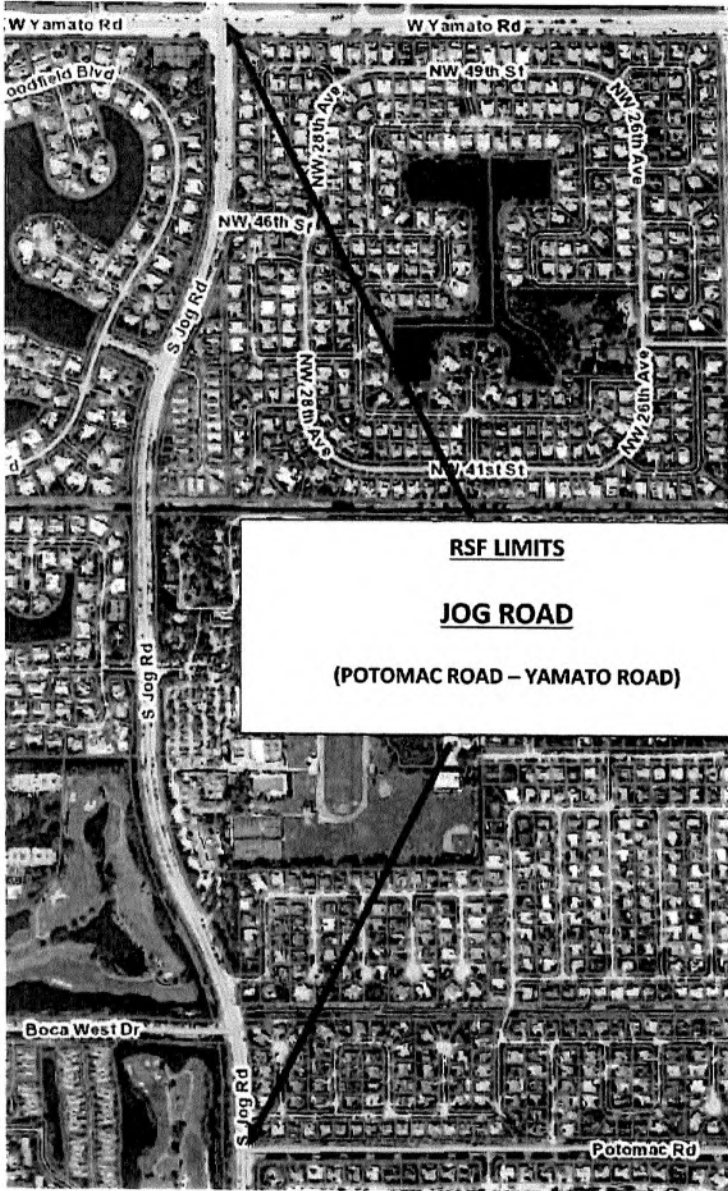 W Yamato Rd
W Yamato Rd
oodfield Blvd
NW 49th St
NW 28th Ave
NW 26th Ave
NW 46th St
S Jog Rd
NW 28th Ave
NW 26th Ave
d
NW 41st St
RSF LIMITS
JOG ROAD
(POTOMAC ROAD – YAMATO ROAD)
S Jog Rd
Boca West Dr
S Jog Rd
Potomac Rd